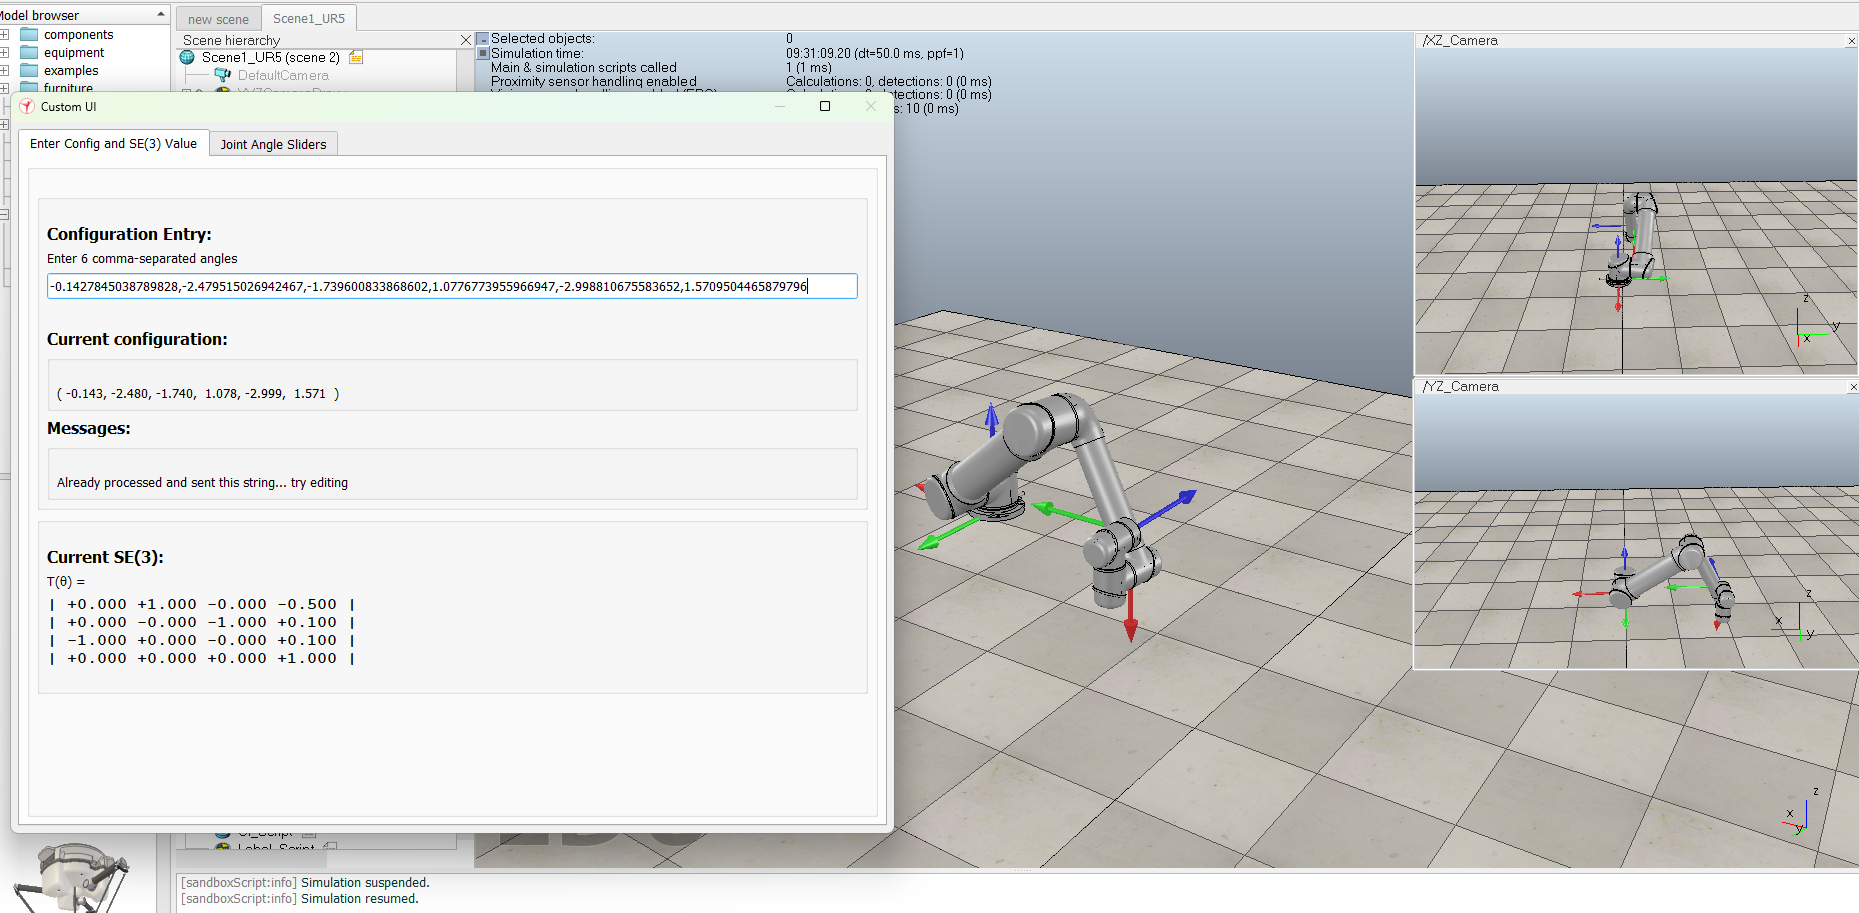 Model browser
components
equipment
examples
furniture
new scene
Scene1_UR5
Scene hierarchy
Scene1_UR5 (scene 2)
DefaultCamera
Selected objects: 0
Simulation time: 09:31:09.20 (dt=50.0 ms, ppf=1)
Main & simulation scripts called 1 (1 ms)
Proximity sensor handling enabled Calculations: 0, detections: 0 (0 ms)
detections: 0 (0 ms)
s: 10 (0 ms)
/XZ_Camera
z
y
x
/YZ_Camera
z
x
y
z
x
y
Custom UI
Enter Config and SE(3) Value
Joint Angle Sliders
Configuration Entry:
Enter 6 comma-separated angles
-0.1427845038789828,-2.479515026942467,-1.739600833868602,1.0776773955966947,-2.998810675583652,1.5709504465879796
Current configuration:
( -0.143, -2.480, -1.740, 1.078, -2.999, 1.571 )
Messages:
Already processed and sent this string... try editing
Current SE(3):
T(θ) =
| +0.000 +1.000 -0.000 -0.500 |
| +0.000 -0.000 -1.000 +0.100 |
| -1.000 +0.000 -0.000 +0.100 |
| +0.000 +0.000 +0.000 +1.000 |
Label_Script
[sandboxScript:info] Simulation suspended.
[sandboxScript:info] Simulation resumed.